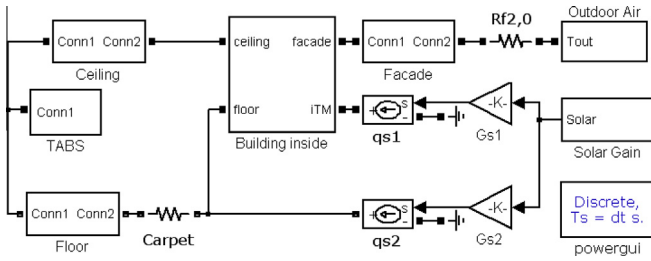 Rf2,0
Outdoor Air
Conn1 Conn2
ceiling
facade
Conn1 Conn2
Tout
Ceiling
Facade
Conn1
TABS
floor
iTM
Building inside
+
s
-
qs1
-K-
Gs1
Solar
Solar Gain
Conn1 Conn2
Floor
Carpet
+
s
-
qs2
-K-
Gs2
Discrete,
Ts = dt s.
powergui